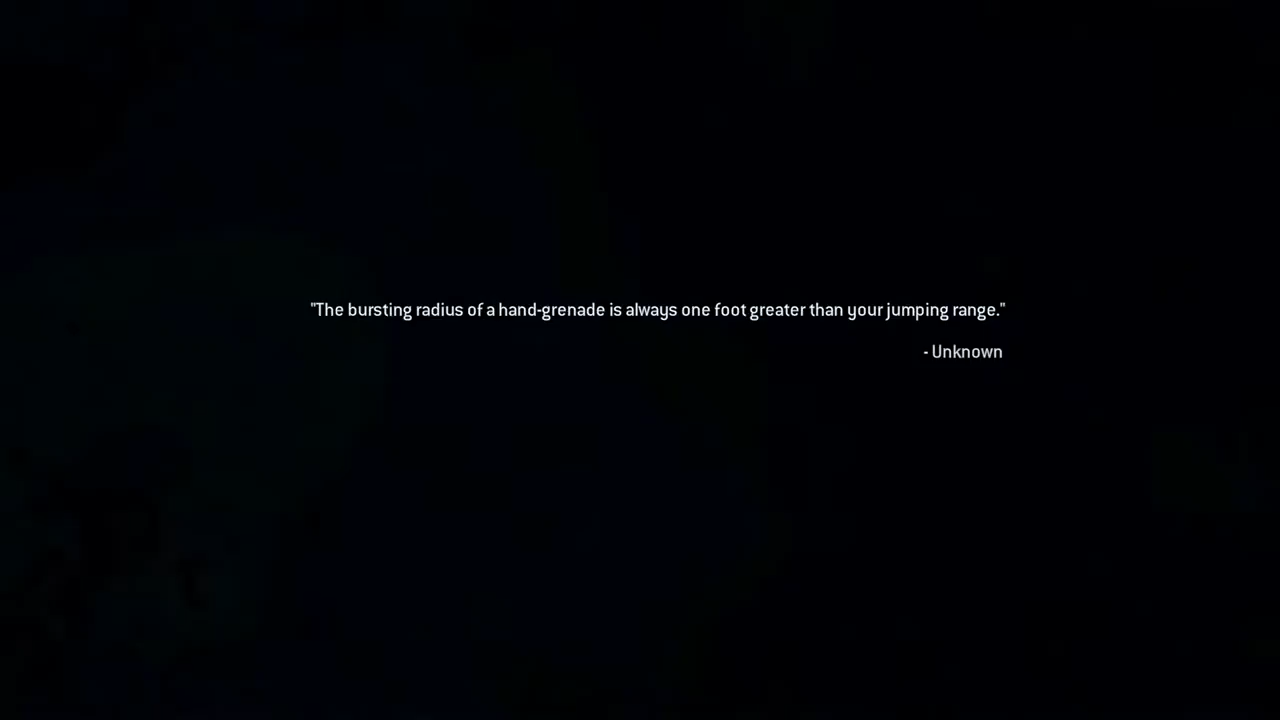 "The bursting radius of a hand-grenade is always one foot greater than your jumping range."
- Unknown